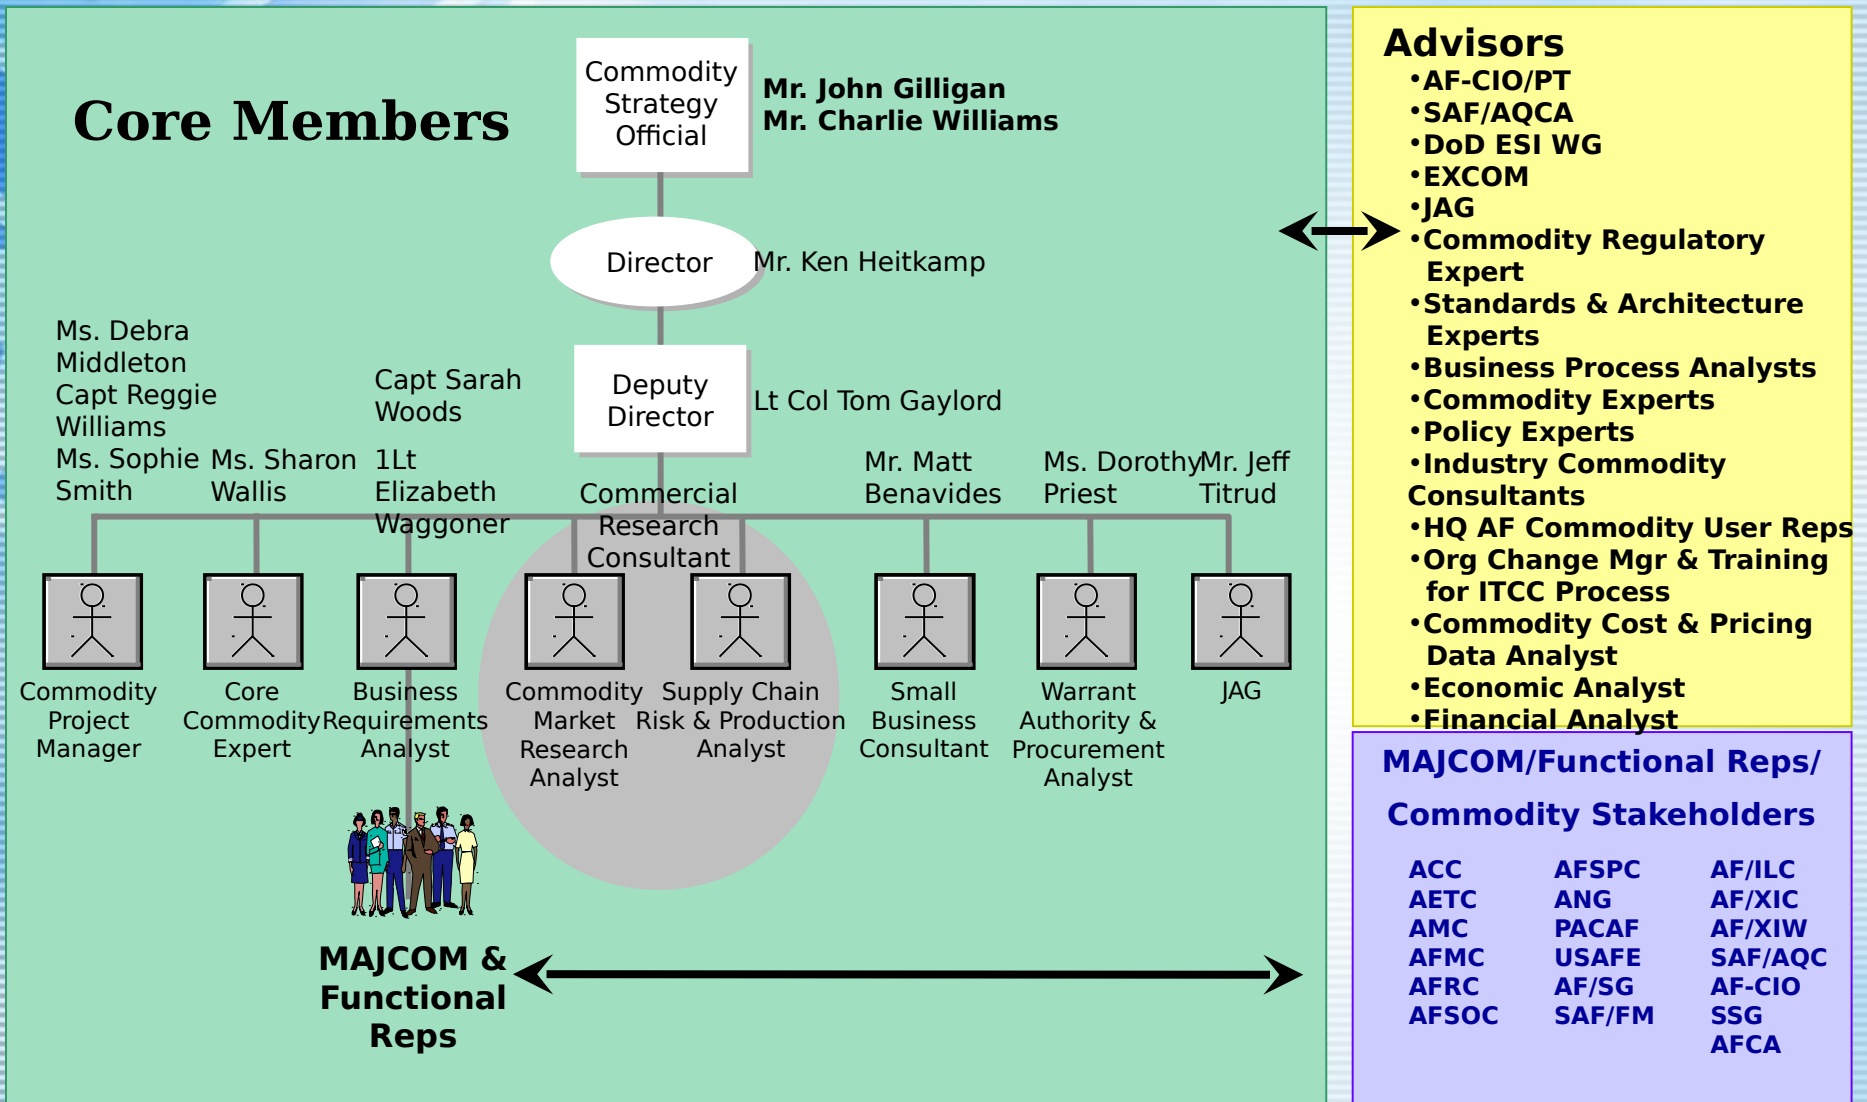 Core Members
Commodity
Strategy
Official
Mr. John Gilligan
Mr. Charlie Williams
Director
Mr. Ken Heitkamp
Deputy
Director
Lt Col Tom Gaylord
Ms. Debra
Middleton
Capt Reggie
Williams
Ms. Sophie
Smith
Ms. Sharon
Wallis
Capt Sarah
Woods
1Lt
Elizabeth
Waggoner
Commercial
Research
Consultant
Mr. Matt
Benavides
Ms. Dorothy
Priest
Mr. Jeff
Titrud
Commodity
Project
Manager
Core
Commodity
Expert
Business
Requirements
Analyst
Commodity
Market
Research
Analyst
Supply Chain
Risk & Production
Analyst
Small
Business
Consultant
Warrant
Authority &
Procurement
Analyst
JAG
MAJCOM &
Functional
Reps
Advisors
•AF-CIO/PT
•SAF/AQCA
•DoD ESI WG
•EXCOM
•JAG
•Commodity Regulatory
Expert
•Standards & Architecture
Experts
•Business Process Analysts
•Commodity Experts
•Policy Experts
•Industry Commodity
Consultants
•HQ AF Commodity User Reps
•Org Change Mgr & Training
for ITCC Process
•Commodity Cost & Pricing
Data Analyst
•Economic Analyst
•Financial Analyst
MAJCOM/Functional Reps/
Commodity Stakeholders
ACC
AETC
AMC
AFMC
AFRC
AFSOC
AFSPC
ANG
PACAF
USAFE
AF/SG
SAF/FM
AF/ILC
AF/XIC
AF/XIW
SAF/AQC
AF-CIO
SSG
AFCA